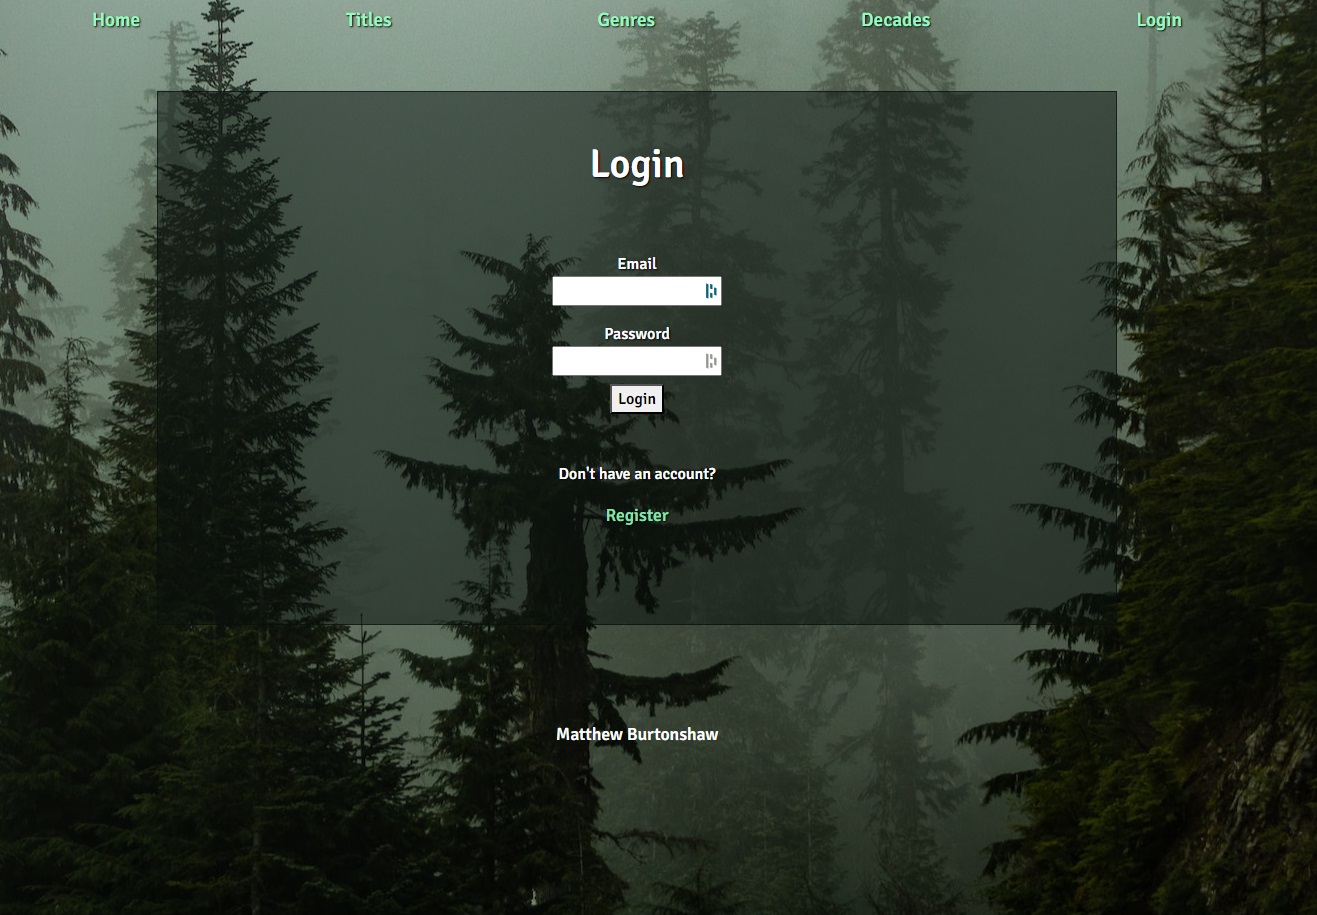 Home Titles Genres Decades Login
Login
Email
Password
Login
Don't have an account?
Register
Matthew Burtonshaw